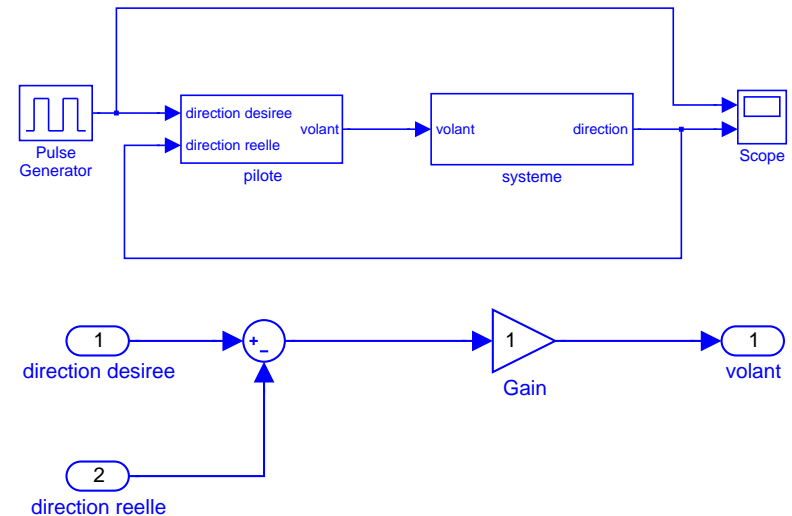 direction desiree
volant
direction reelle
volant
direction
Pulse
Generator
pilote
systeme
Scope
1
direction desiree
+
−
1
Gain
1
volant
2
direction reelle